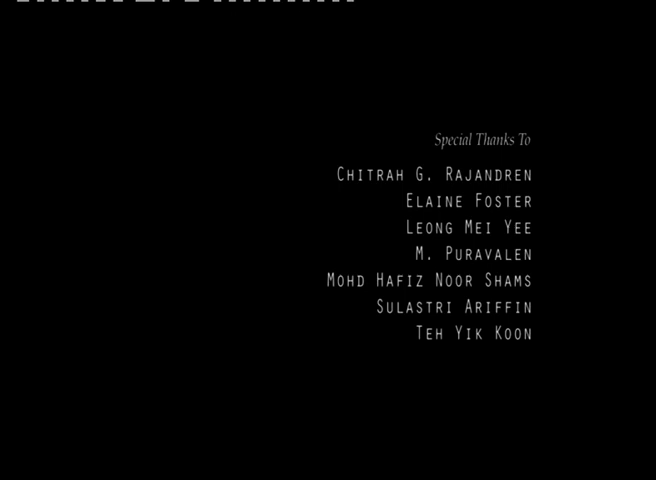 Special Thanks To
CHITRAH G. RAJANDREN
ELAINE FOSTER
LEONG MEI YEE
M. PURAVALEN
MOHD HAFIZ NOOR SHAMS
SULASTRI ARIFFIN
TEH YIK KOON